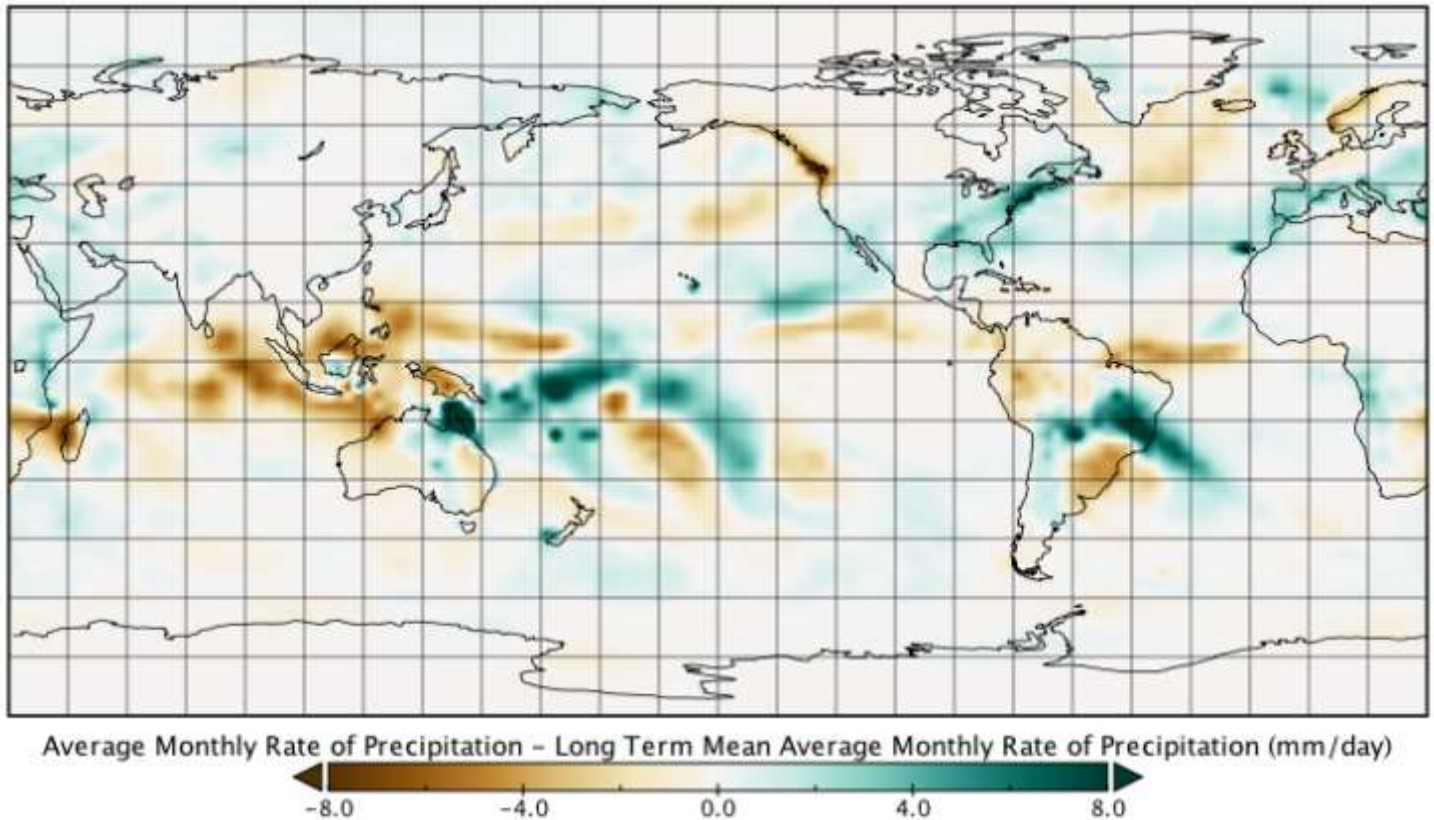 Average Monthly Rate of Precipitation – Long Term Mean Average Monthly Rate of Precipitation (mm/day)
-8.0 -4.0 0.0 4.0 8.0